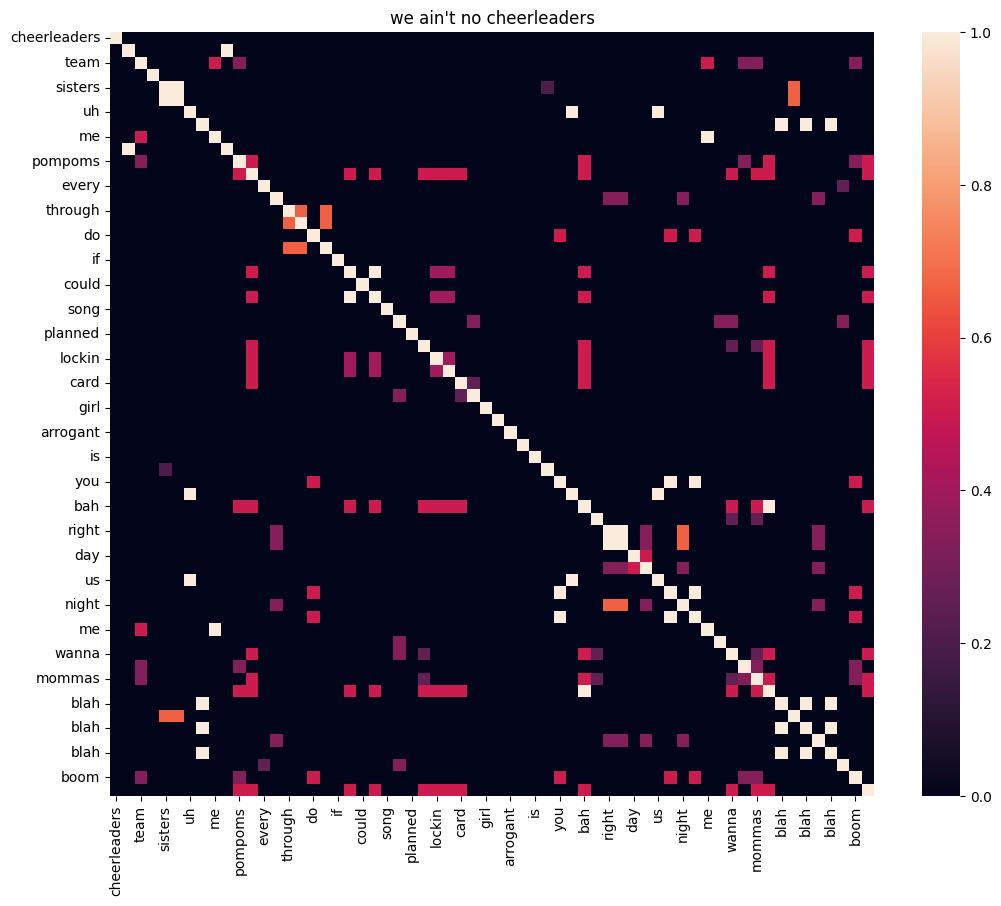 we ain't no cheerleaders
cheerleaders
team
sisters
uh
me
pompoms
every
through
do
if
could
song
planned
lockin
card
girl
arrogant
is
you
bah
right
day
us
night
me
wanna
mommas
blah
blah
blah
boom
1.0
0.8
0.6
0.4
0.2
0.0
cheerleaders
team
sisters
uh
me
pompoms
every
through
do
if
could
song
planned
lockin
card
girl
arrogant
is
you
bah
right
day
us
night
me
wanna
mommas
blah
blah
blah
boom